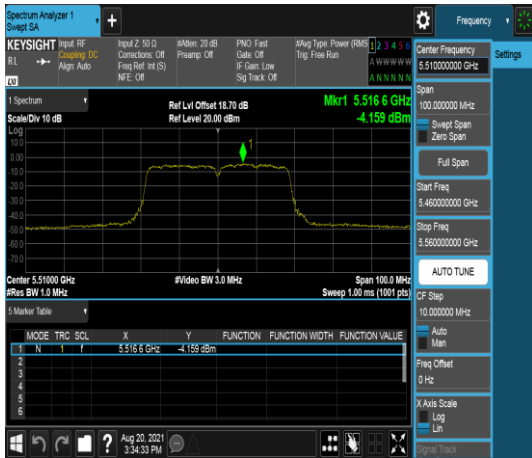 Spectrum Analyzer 1
Swept SA
+
Frequency
KEYSIGHT
RL
LXI
Input: RF
Coupling: DC
Align: Auto
Input Z: 50 Ω
Corrections: Off
Freq Ref: Int (S)
NFE: Off
#Atten: 20 dB
Preamp: Off
PNO: Fast
Gate: Off
IF Gain: Low
Sig Track: Off
#Avg Type: Power (RMS
Trig: Free Run
1 2 3 4 5 6
A W W W W W
A N N N N N
Center Frequency
5.510000000 GHz
Settings
Span
100.000000 MHz
Swept Span
Zero Span
Full Span
Start Freq
5.460000000 GHz
Stop Freq
5.560000000 GHz
AUTO TUNE
CF Step
10.000000 MHz
Auto
Man
Freq Offset
0 Hz
X Axis Scale
Log
Lin
Signal Track
1 Spectrum
Scale/Div 10 dB
Ref Lvl Offset 18.70 dB
Ref Level 20.00 dBm
Mkr1 5.516 6 GHz
-4.159 dBm
Log
10.0
0.00
-10.0
-20.0
-30.0
-40.0
-50.0
-60.0
-70.0
1
Center 5.51000 GHz
#Res BW 1.0 MHz
#Video BW 3.0 MHz
Span 100.0 MHz
Sweep 1.00 ms (1001 pts)
5 Marker Table
MODE TRC SCL X Y FUNCTION FUNCTION WIDTH FUNCTION VALUE
1 N 1 f 5.516 6 GHz -4.159 dBm
2
3
4
5
6
?
Aug 20, 2021
3:34:33 PM